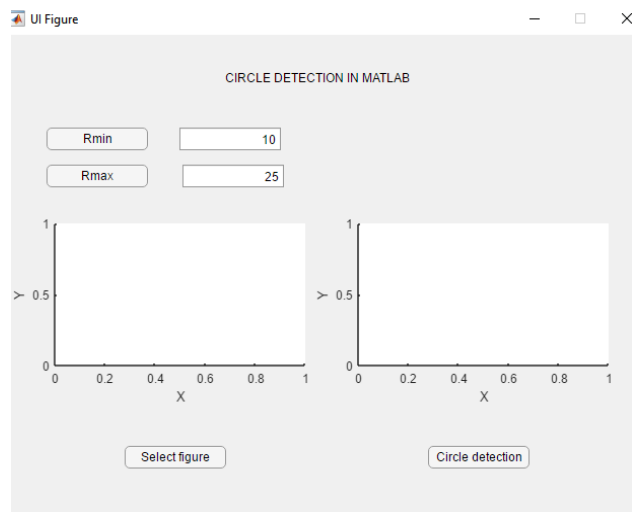 UI Figure
CIRCLE DETECTION IN MATLAB
Rmin 10
Rmax 25
1 1
Y 0.5 Y 0.5
0 0
0 0.2 0.4 0.6 0.8 1 0 0.2 0.4 0.6 0.8 1
X X
Select figure Circle detection